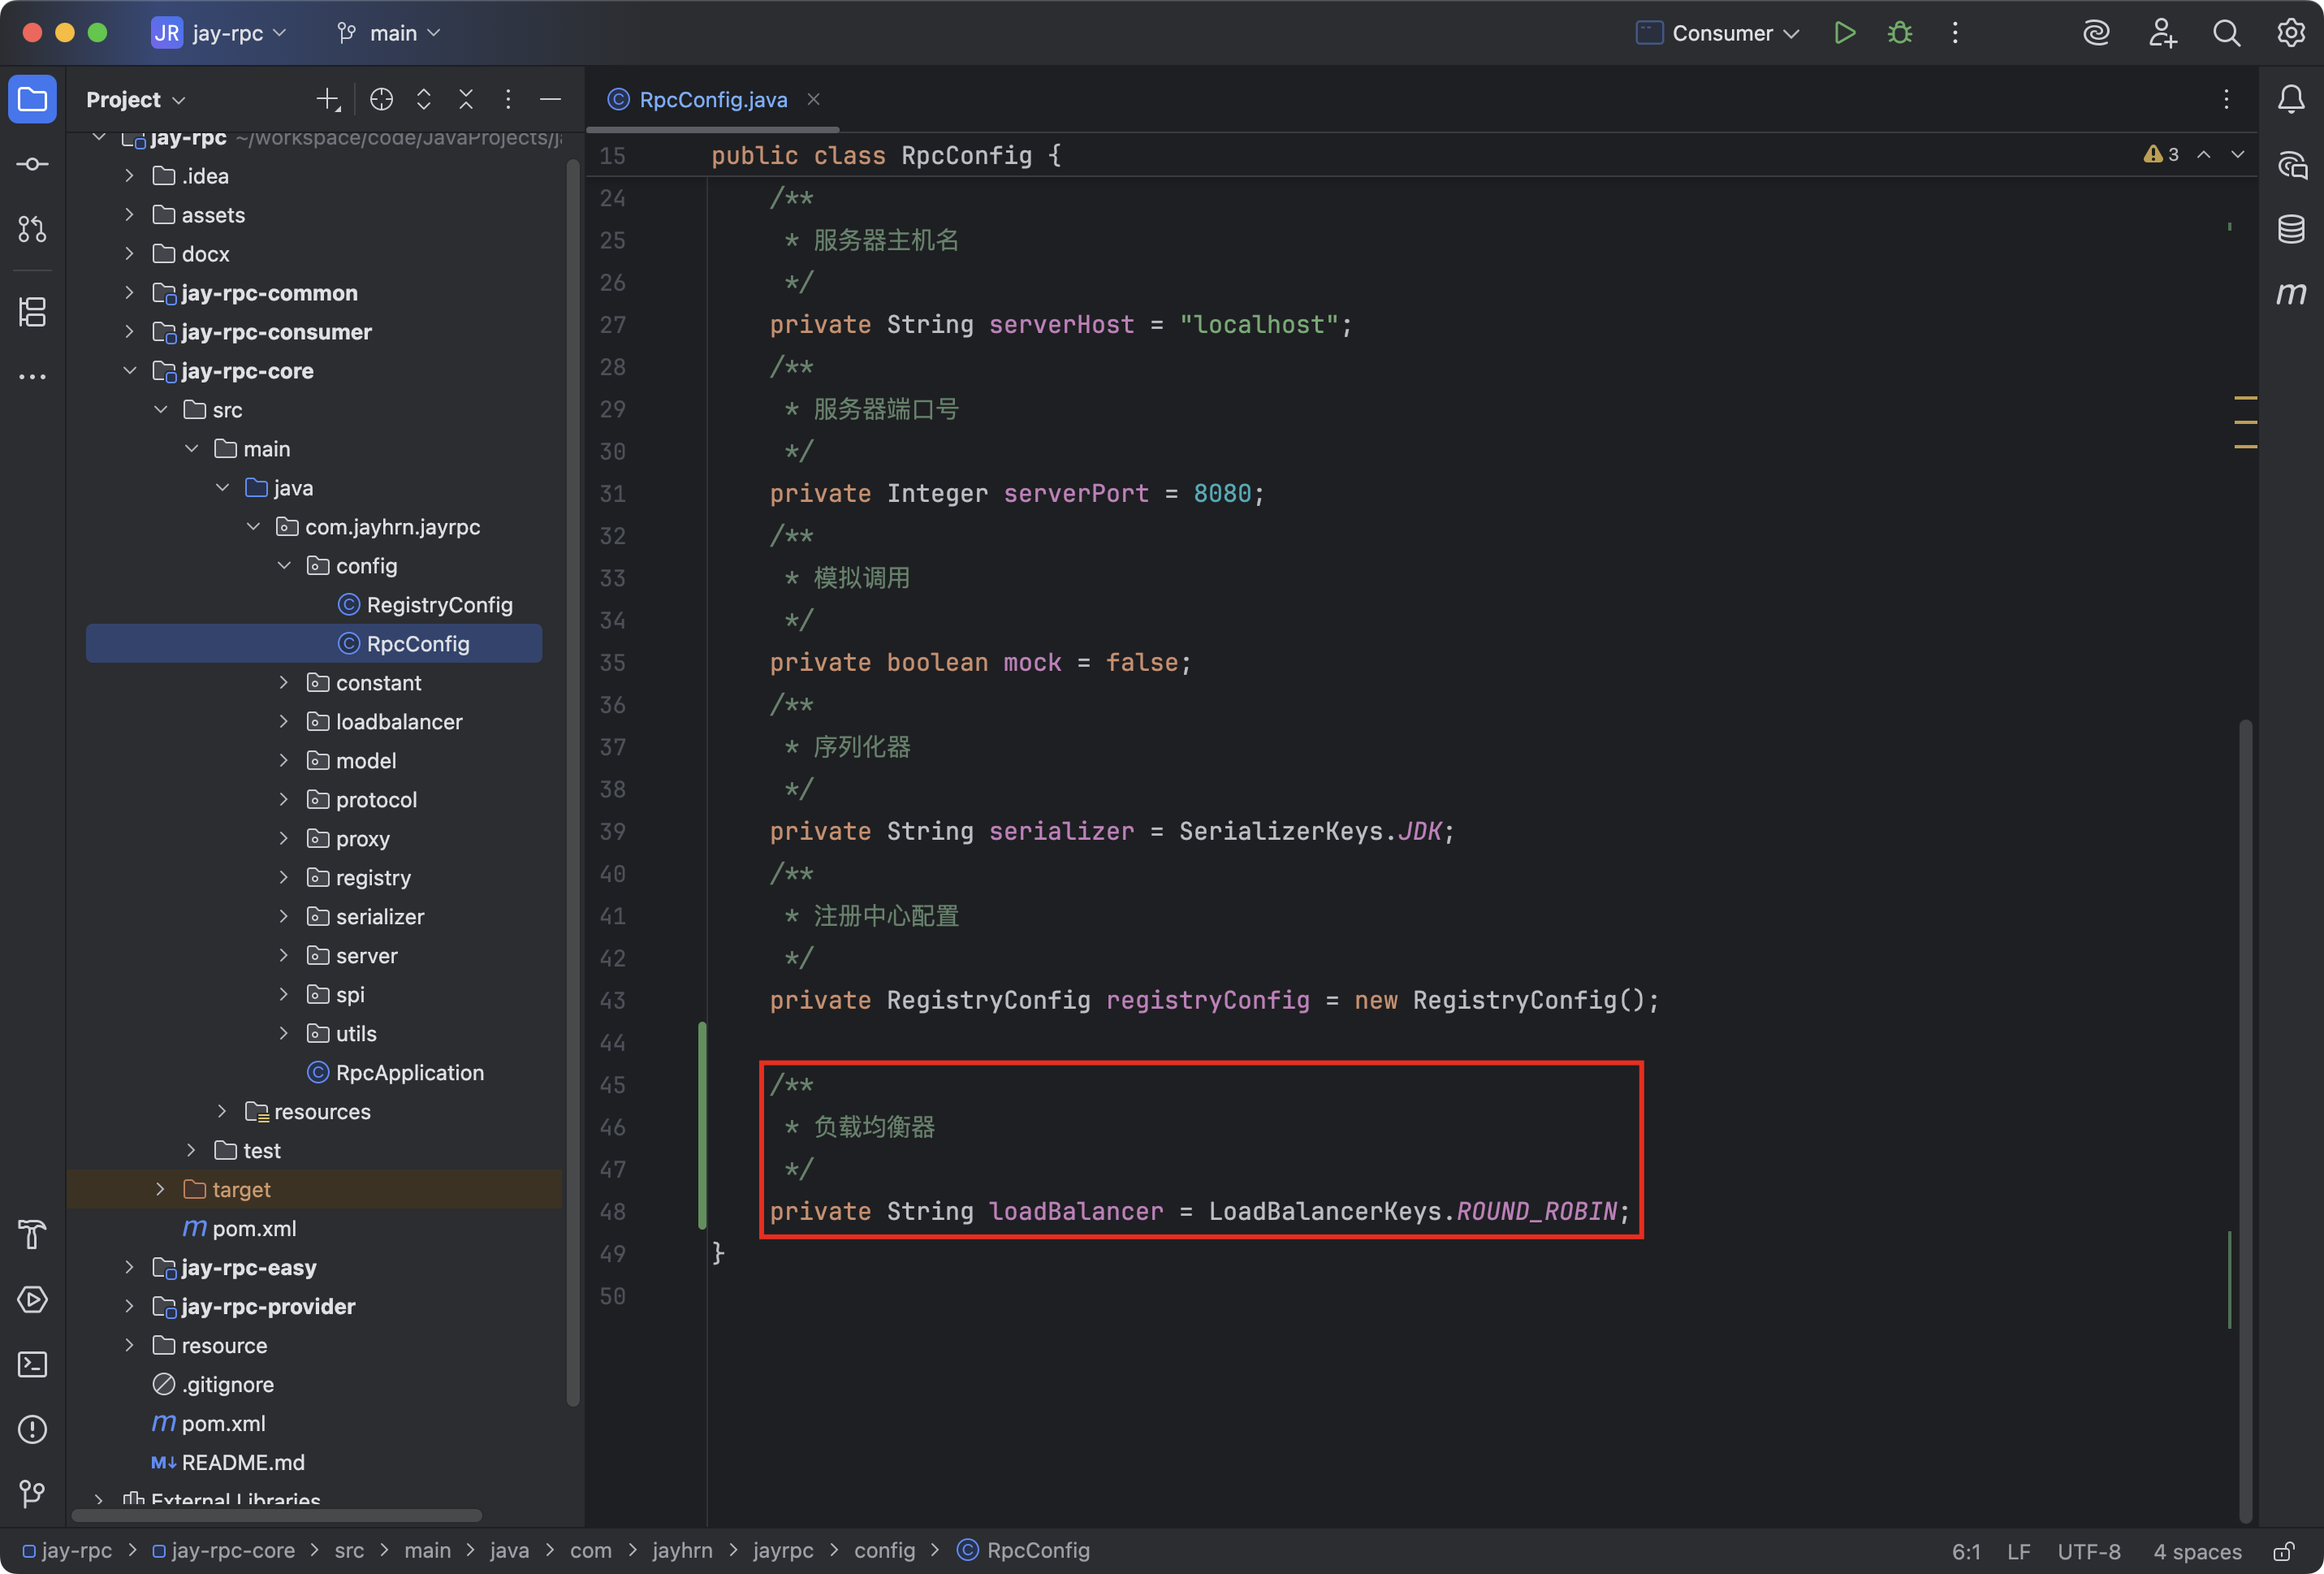 JR jay-rpc main Consumer
Project
RpcConfig.java
jay-rpc ~/workspace/code/JavaProjects/j
.idea
assets
docx
jay-rpc-common
jay-rpc-consumer
jay-rpc-core
src
main
java
com.jayhrn.jayrpc
config
RegistryConfig
RpcConfig
constant
loadbalancer
model
protocol
proxy
registry
serializer
server
spi
utils
RpcApplication
resources
test
target
pom.xml
jay-rpc-easy
jay-rpc-provider
resource
.gitignore
pom.xml
README.md
External Libraries
15 public class RpcConfig {
3
24 /**
25 * 服务器主机名
26 */
27 private String serverHost = "localhost";
28 /**
29 * 服务器端口号
30 */
31 private Integer serverPort = 8080;
32 /**
33 * 模拟调用
34 */
35 private boolean mock = false;
36 /**
37 * 序列化器
38 */
39 private String serializer = SerializerKeys.JDK;
40 /**
41 * 注册中心配置
42 */
43 private RegistryConfig registryConfig = new RegistryConfig();
44
45 /**
46 * 负载均衡器
47 */
48 private String loadBalancer = LoadBalancerKeys.ROUND_ROBIN;
49 }
50
jay-rpc > jay-rpc-core > src > main > java > com > jayhrn > jayrpc > config > RpcConfig
6:1 LF UTF-8 4 spaces